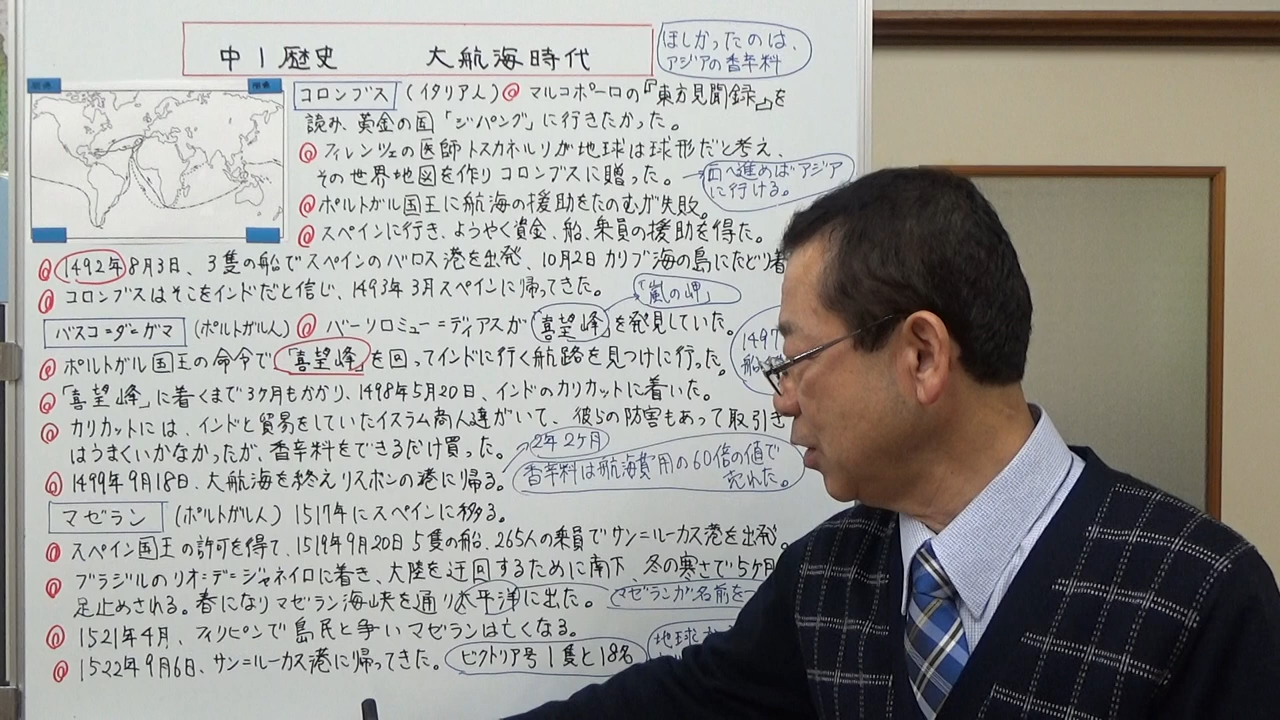 中1歴史 大航海時代
ほしかったのは、
アジアの香辛料
コロンブス (イタリア人) マルコポーロの『東方見聞録』を
読み、黄金の国「ジパング」に行きたかった。
フィレンツェの医師トスカネルリが地球は球形だと考え、
その世界地図を作りコロンブスに贈った。
西へ進めばアジア
に行ける。
ポルトガル国王に航海の援助をたのむが失敗。
スペインに行き、ようやく資金、船、乗員の援助を得た。
1492年8月3日、3隻の船でスペインのバロス港を出発、10月2日カリブ海の島にたどり着
コロンブスはそこをインドだと信じ、1493年3月スペインに帰ってきた。
「嵐の岬」
バスコ=ダ=ガマ (ポルトガル人) バーソロミュー=ディアスが「喜望峰」を発見していた。
1497
船
ポルトガル国王の命令で「喜望峰」を回ってインドに行く航路を見つけに行った。
「喜望峰」に着くまで3ヶ月もかかり、1498年5月20日、インドのカリカットに着いた。
カリカットには、インドと貿易をしていたイスラム商人達がいて、彼らの防害もあって取引き
はうまくいかなかったが、香辛料をできるだけ買った。
2年2ヶ月
香辛料は航海費用の60倍の値で
売れた。
1499年9月18日、大航海を終えリスボンの港に帰る。
マゼラン (ポルトガル人) 1517年にスペインに移る。
スペイン国王の許可を得て、1519年9月20日5隻の船、265人の乗員でサン=ルーカス港を出発。
ブラジルのリオ=デ=ジャネイロに着き、大陸を迂回するために南下、冬の寒さで5ヶ月
足止めされる。春になりマゼラン海峡を通り太平洋に出た。
マゼランが名前をつ
1521年4月、フィリピンで島民と争いマゼランは亡くなる。
1522年9月6日、サン=ルーカス港に帰ってきた。
ビクトリア号1隻と18名
地球が